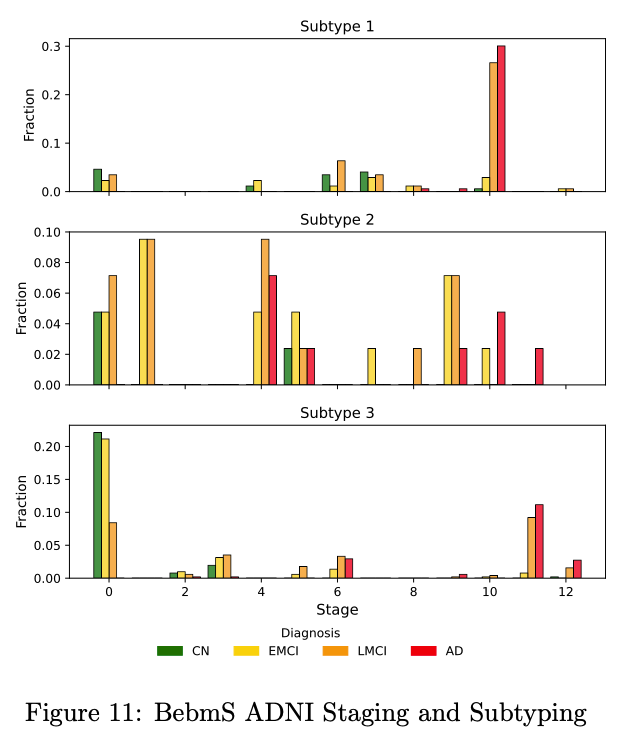 Subtype 1
0.3
0.2
0.1
0.0
Fraction
Subtype 2
0.10
0.08
0.06
0.04
0.02
0.00
Fraction
Subtype 3
0.20
0.15
0.10
0.05
0.00
Fraction
0 2 4 6 8 10 12
Stage
Diagnosis
CN EMCI LMCI AD
Figure 11: BebmS ADNI Staging and Subtyping